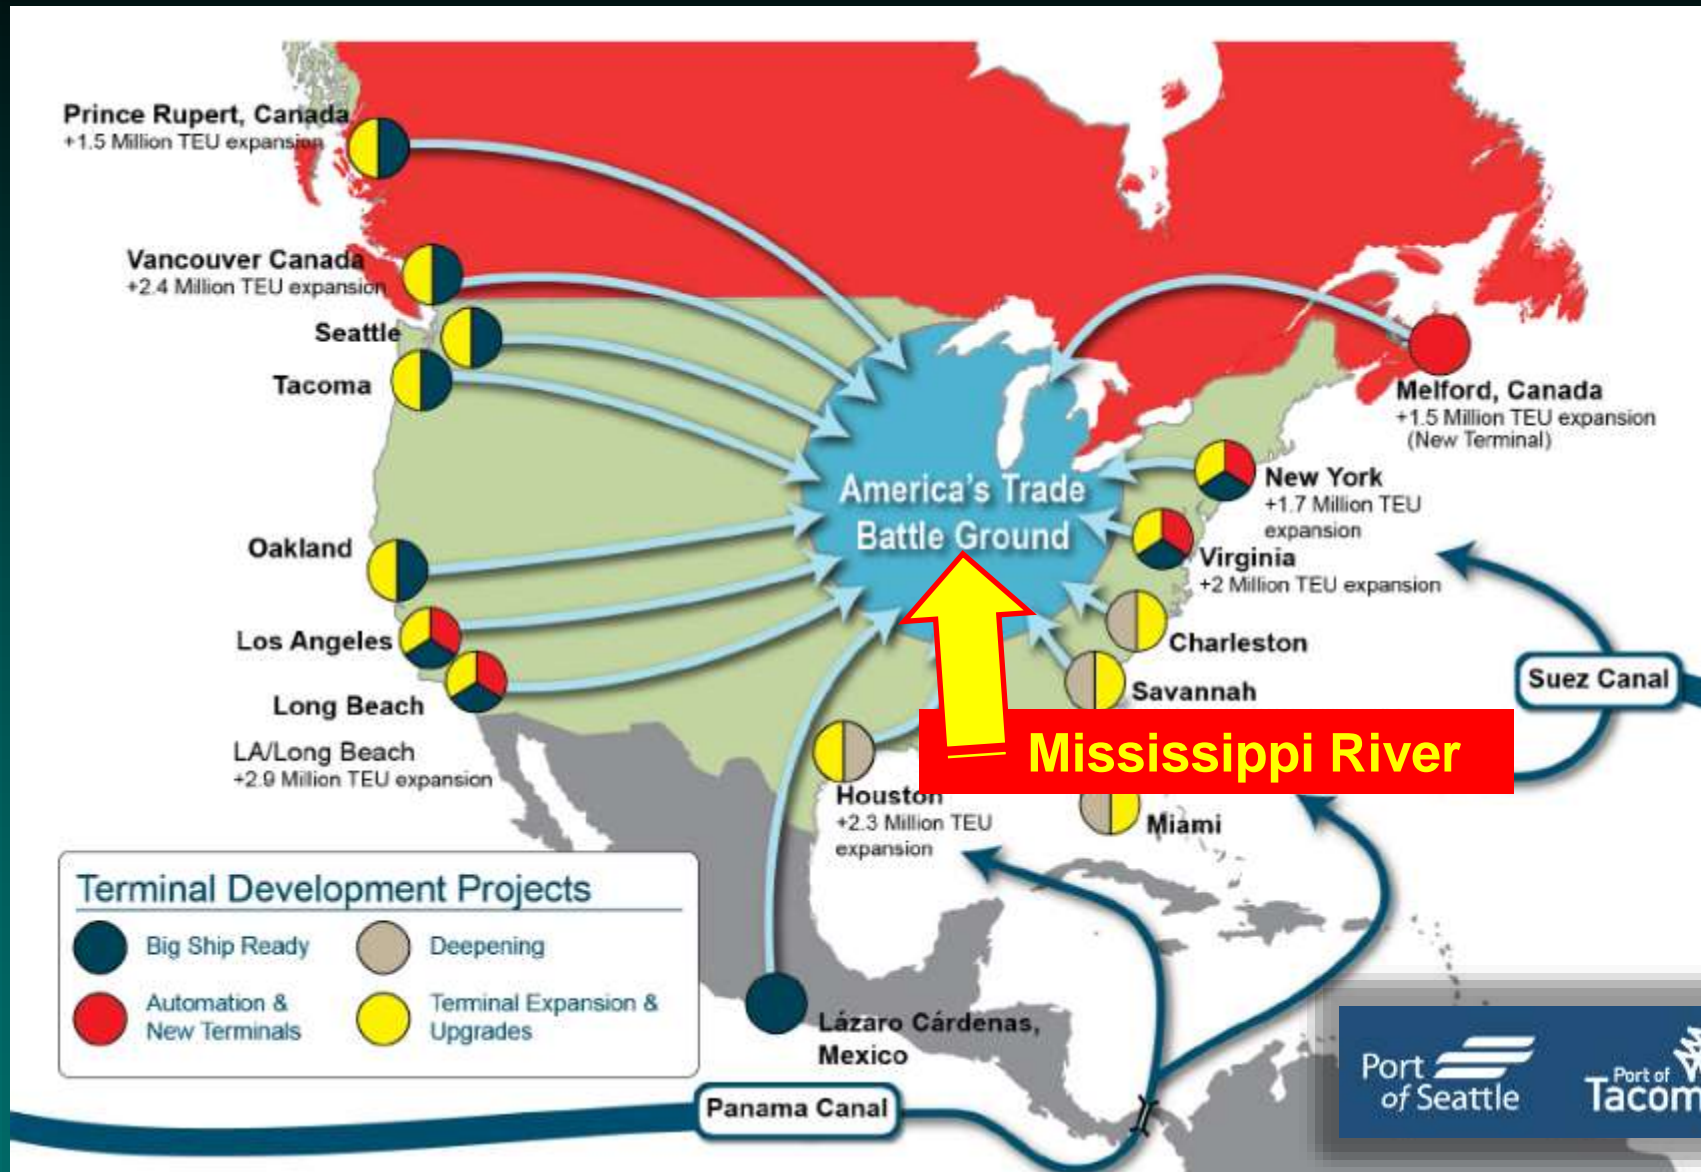 Prince Rupert, Canada
+1.5 Million TEU expansion
Vancouver Canada
+2.4 Million TEU expansion
Seattle
Tacoma
Melford, Canada
+1.5 Million TEU expansion
(New Terminal)
America's Trade
Battle Ground
New York
+1.7 Million TEU
expansion
Oakland
Virginia
+2 Million TEU expansion
Los Angeles
Charleston
Long Beach
Savannah
Suez Canal
LA/Long Beach
+2.9 Million TEU expansion
Mississippi River
Houston
+2.3 Million TEU
expansion
Miami
Terminal Development Projects
Big Ship Ready
Deepening
Automation &
New Terminals
Terminal Expansion &
Upgrades
Lázaro Cárdenas,
Mexico
Panama Canal
Port
of Seattle
Port of
Tacom